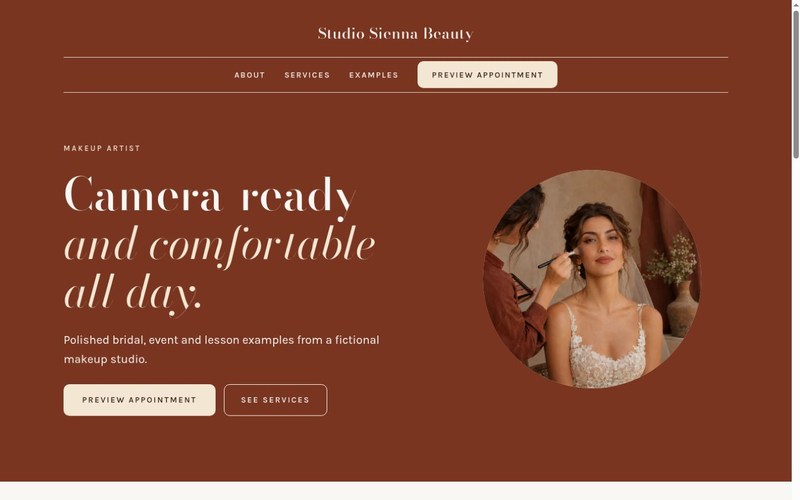 Studio Sienna Beauty
ABOUT
SERVICES
EXAMPLES
PREVIEW APPOINTMENT
MAKEUP ARTIST
Camera ready
and comfortable
all day.
Polished bridal, event and lesson examples from a fictional
makeup studio.
PREVIEW APPOINTMENT
SEE SERVICES